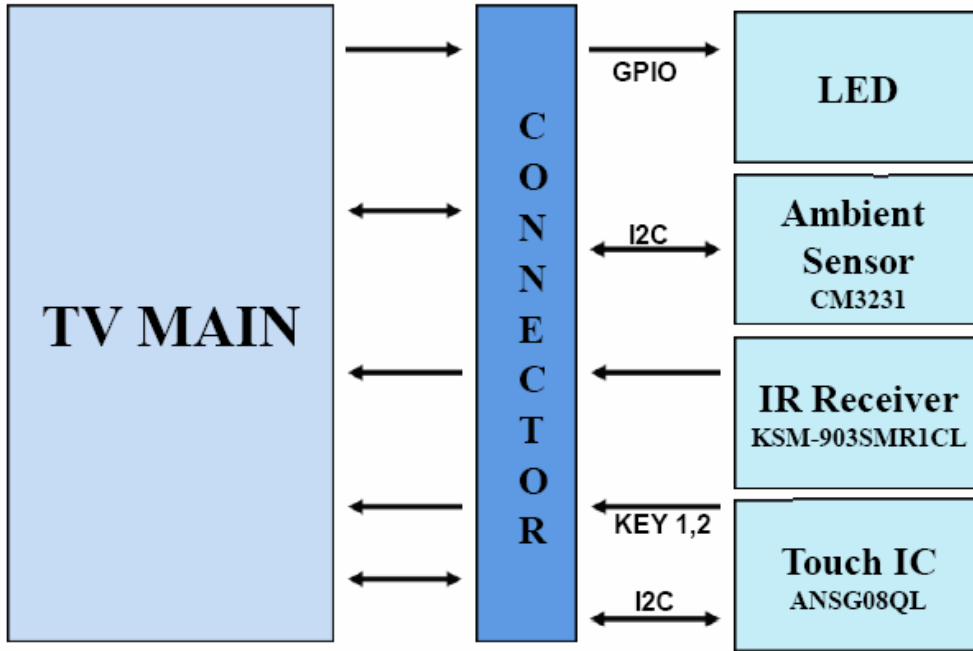 TV MAIN
CONNECTOR
GPIO
LED
I2C
Ambient
Sensor
CM3231
IR Receiver
KSM-903SMR1CL
KEY 1,2
I2C
Touch IC
ANSG08QL